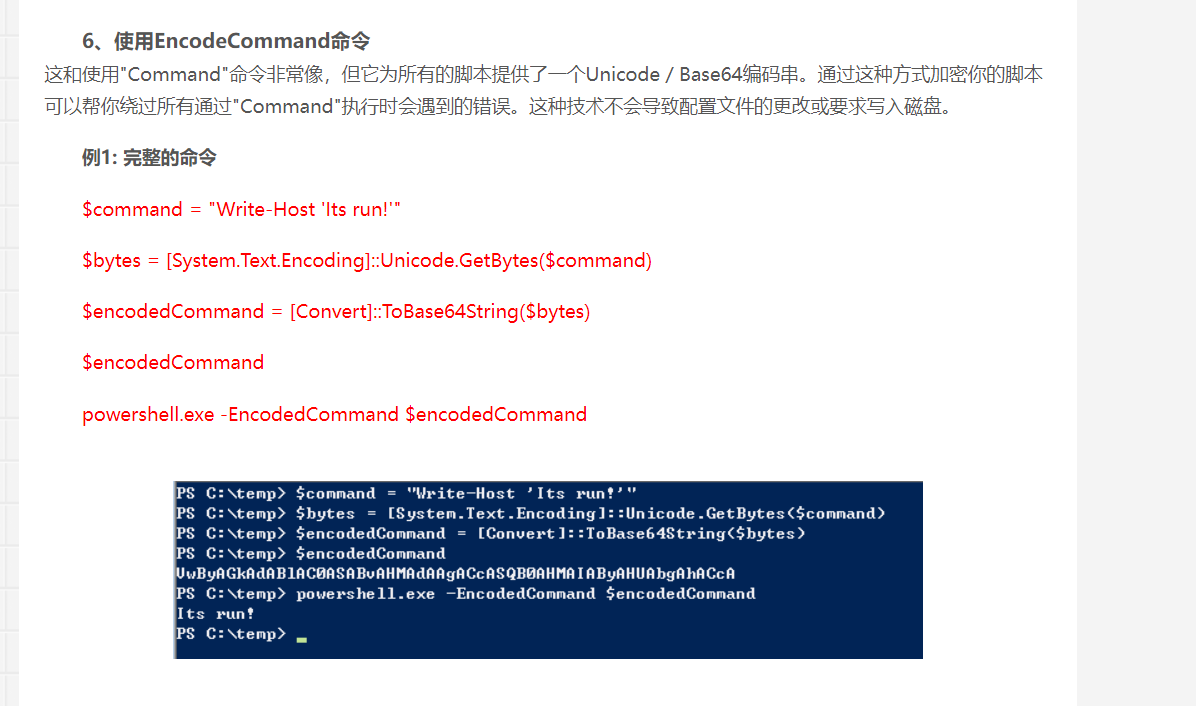 6、使用EncodeCommand命令
这和使用"Command"命令非常像，但它为所有的脚本提供了一个Unicode / Base64编码串。通过这种方式加密你的脚本
可以帮你绕过所有通过"Command"执行时会遇到的错误。这种技术不会导致配置文件的更改或要求写入磁盘。
例1: 完整的命令
$command = "Write-Host 'Its run!'"
$bytes = [System.Text.Encoding]::Unicode.GetBytes($command)
$encodedCommand = [Convert]::ToBase64String($bytes)
$encodedCommand
powershell.exe -EncodedCommand $encodedCommand
PS C:\temp> $command = "Write-Host 'Its run!'"
PS C:\temp> $bytes = [System.Text.Encoding]::Unicode.GetBytes($command)
PS C:\temp> $encodedCommand = [Convert]::ToBase64String($bytes)
PS C:\temp> $encodedCommand
VwByAGkAdABlAC0ASABvAHMAdAAgACcASQB0AHMAIAByAHUAbgAhACcA
PS C:\temp> powershell.exe -EncodedCommand $encodedCommand
Its run!
PS C:\temp>